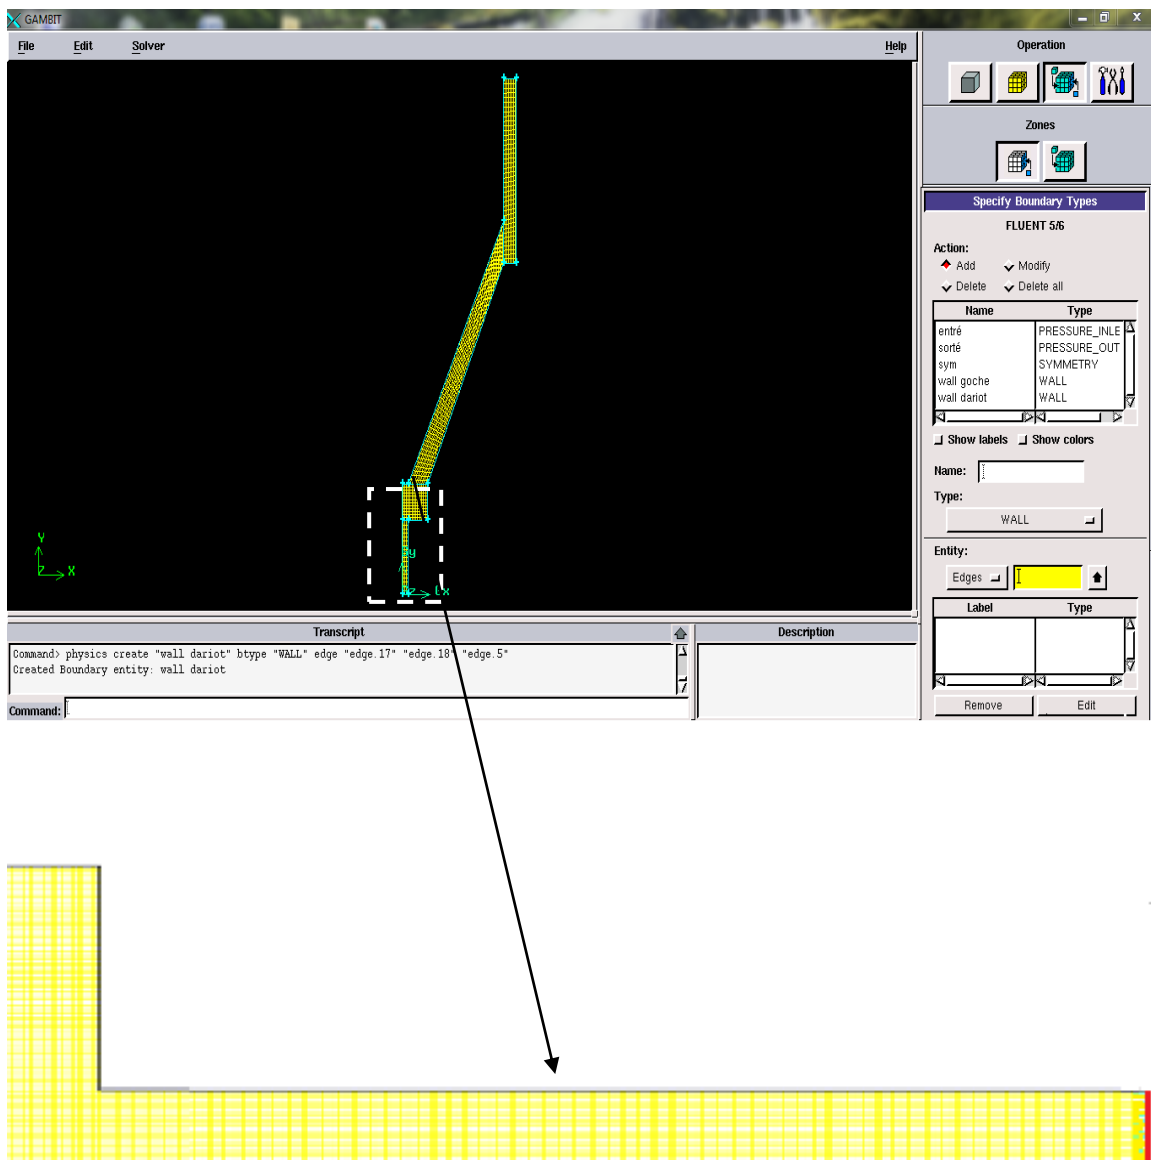 GAMBIT
File Edit Solver Help
Operation
Zones
Specify Boundary Types
FLUENT 5/6
Action:
Add Modify
Delete Delete all
Name Type
entré PRESSURE_INLE
sorté PRESSURE_OUT
sym SYMMETRY
wall goche WALL
wall dariot WALL
Show labels Show colors
Name:
Type:
WALL
Entity:
Edges
Label Type
Remove Edit
Y
Z X
y
Z X
Transcript
Command> physics create "wall dariot" btype "WALL" edge "edge.17" "edge.18" "edge.5"
Created Boundary entity: wall dariot
Command:
Description